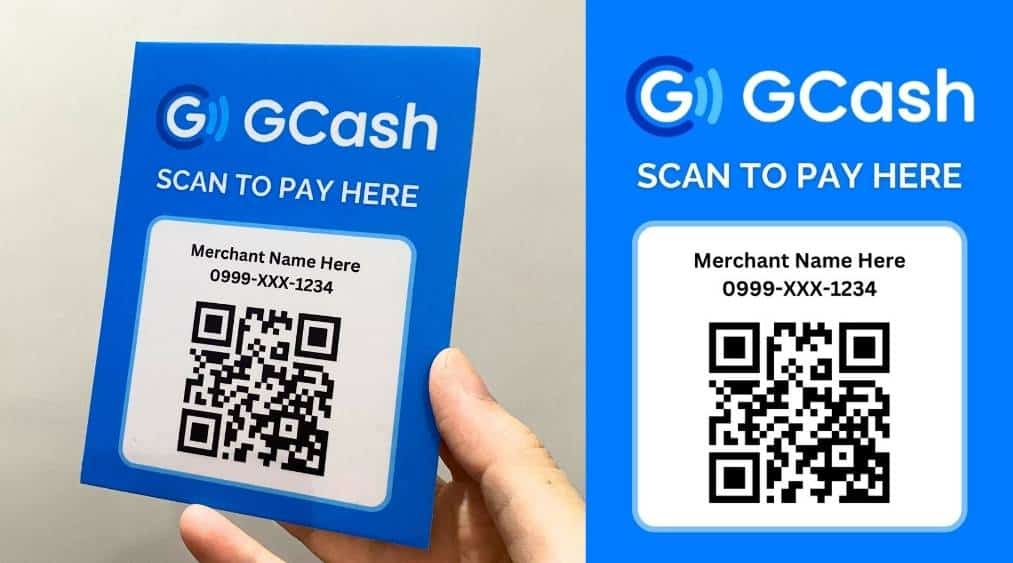 GCash
SCAN TO PAY HERE
Merchant Name Here
0999-XXX-1234
GCash
SCAN TO PAY HERE
Merchant Name Here
0999-XXX-1234